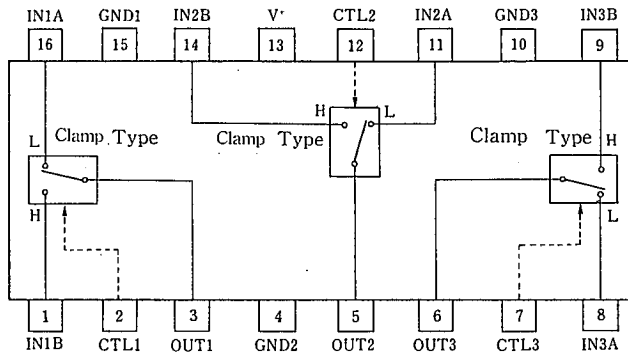 IN1A GND1 IN2B V+ CTL2 IN2A GND3 IN3B
16 15 14 13 12 11 10 9
H L
L Clamp Type Clamp Type Clamp Type H
H L
1 2 3 4 5 6 7 8
IN1B CTL1 OUT1 GND2 OUT2 OUT3 CTL3 IN3A